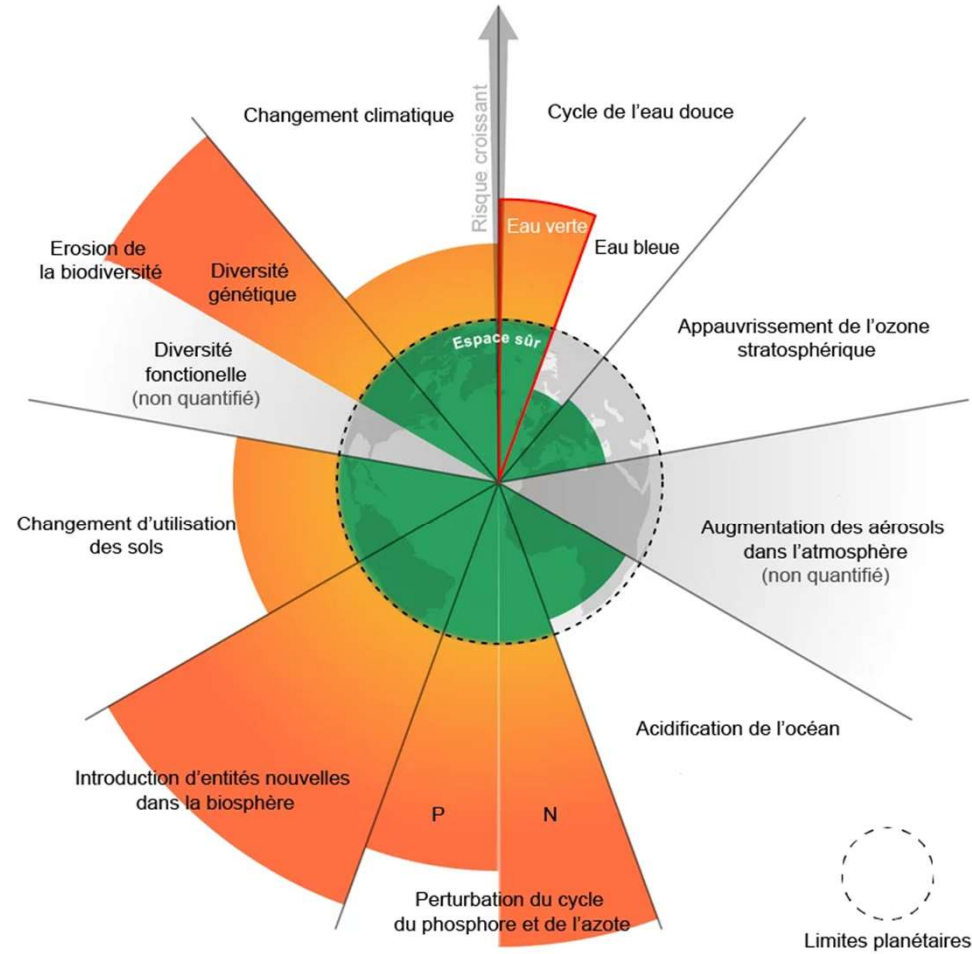 Changement climatique
Risque croissant
Cycle de l'eau douce
Eau verte
Eau bleue
Erosion de
la biodiversité
Diversité
génétique
Espace sûr
Appauvrissement de l'ozone
stratosphérique
Diversité
fonctionelle
(non quantifié)
Changement d'utilisation
des sols
Augmentation des aérosols
dans l'atmosphère
(non quantifié)
Acidification de l'océan
Introduction d'entités nouvelles
dans la biosphère
P
N
Perturbation du cycle
du phosphore et de l'azote
Limites planétaires